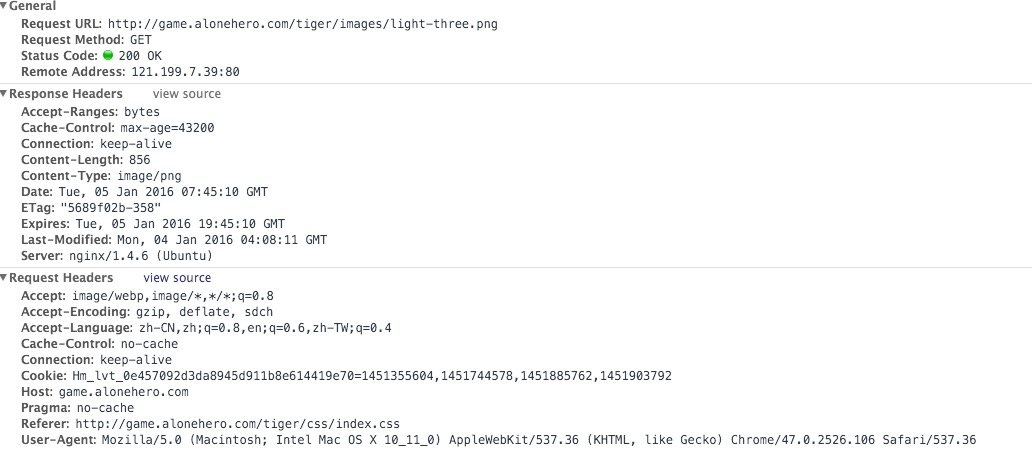 ▼General
Request URL: http://game.alonehero.com/tiger/images/light-three.png
Request Method: GET
Status Code: 200 OK
Remote Address: 121.199.7.39:80
▼Response Headers view source
Accept-Ranges: bytes
Cache-Control: max-age=43200
Connection: keep-alive
Content-Length: 856
Content-Type: image/png
Date: Tue, 05 Jan 2016 07:45:10 GMT
ETag: "5689f02b-358"
Expires: Tue, 05 Jan 2016 19:45:10 GMT
Last-Modified: Mon, 04 Jan 2016 04:08:11 GMT
Server: nginx/1.4.6 (Ubuntu)
▼Request Headers view source
Accept: image/webp,image/*,*/*;q=0.8
Accept-Encoding: gzip, deflate, sdch
Accept-Language: zh-CN,zh;q=0.8,en;q=0.6,zh-TW;q=0.4
Cache-Control: no-cache
Connection: keep-alive
Cookie: Hm_lvt_0e457092d3da8945d911b8e614419e70=1451355604,1451744578,1451885762,1451903792
Host: game.alonehero.com
Pragma: no-cache
Referer: http://game.alonehero.com/tiger/css/index.css
User-Agent: Mozilla/5.0 (Macintosh; Intel Mac OS X 10_11_0) AppleWebKit/537.36 (KHTML, like Gecko) Chrome/47.0.2526.106 Safari/537.36